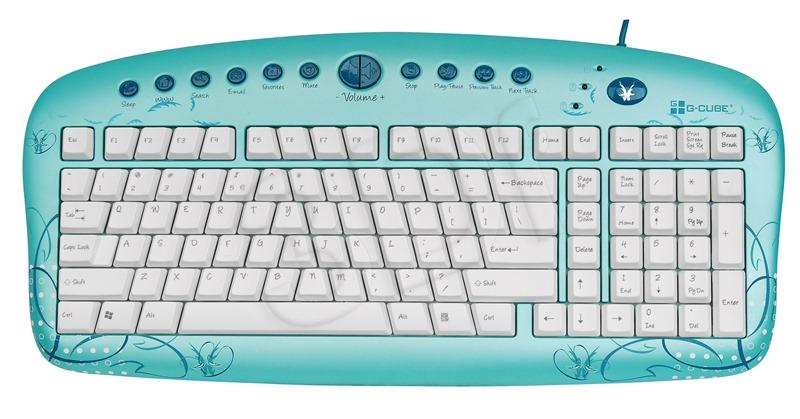 Sleep WWW Search E-mail Favorites Mute - Volume + Stop Play/Pause Previous Track Next Track
G G-CUBE®
Esc F1 F2 F3 F4 F5 F6 F7 F8 F9 F10 F11 F12 Home End Insert Scroll Lock Print Screen Sys Rq Pause Break
1 2 3 4 5 € 6 7 8 9 0 - = ← Backspace Page Up Num Lock / * -
Tab Q W E R T Y U I O P { [ } ] | \ Page Down 7 Home 8 ↑ 9 Pg Up +
Caps Lock A S D F G H J K L : ; " ' Enter ↵ Delete 4 ← 5 6 →
⇧ Shift Z X C V B N M < , > . ? / ⇧ Shift ↑ 1 End 2 ↓ 3 Pg Dn Enter
Ctrl Alt Alt Ctrl ← ↓ → 0 Ins . Del